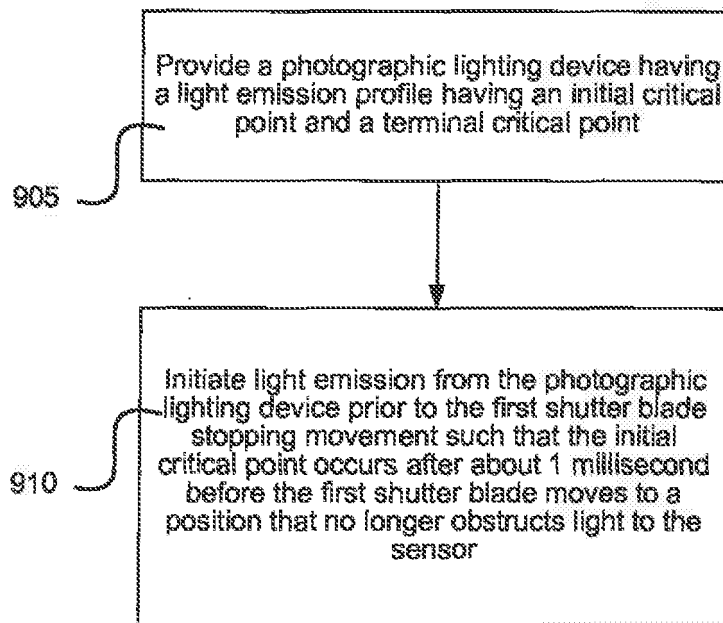 Provide a photographic lighting device having
a light emission profile having an initial critical
point and a terminal critical point
905
Initiate light emission from the photographic
lighting device prior to the first shutter blade
stopping movement such that the initial
critical point occurs after about 1 millisecond
before the first shutter blade moves to a
position that no longer obstructs light to the
sensor
910